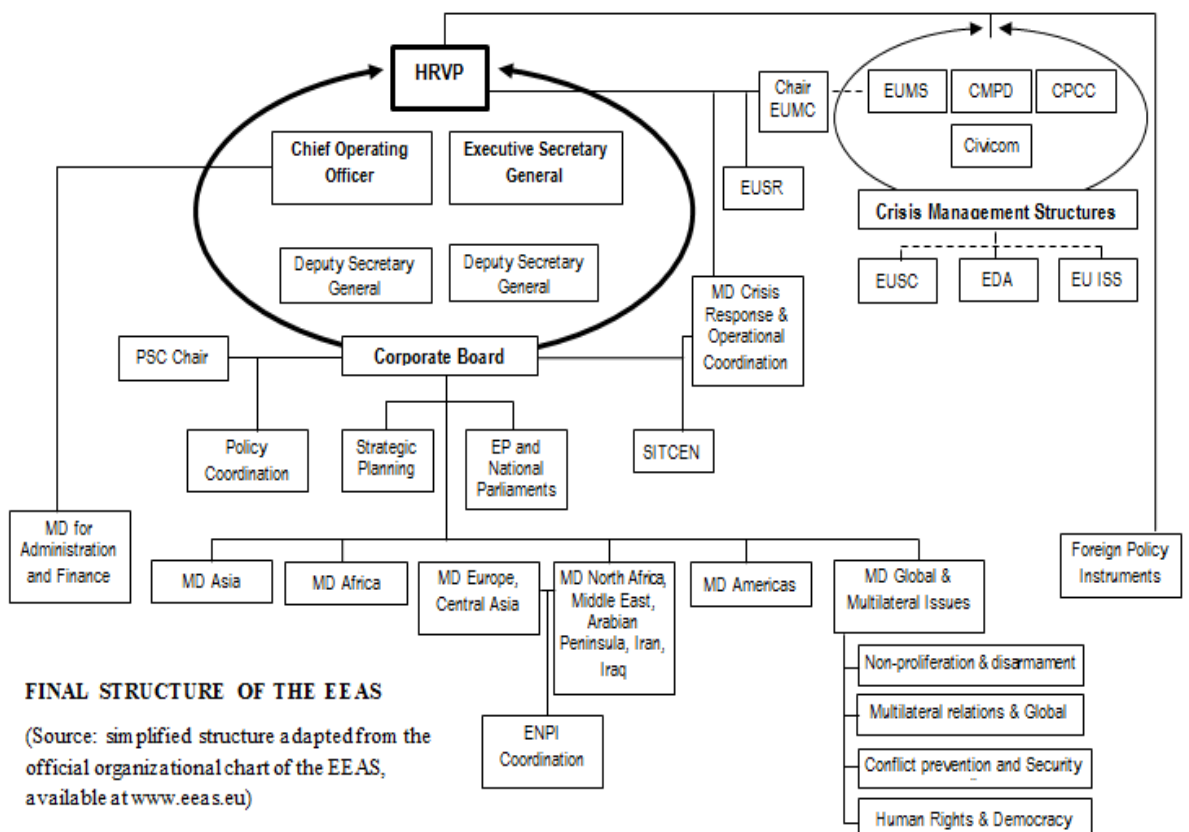 HRVP
Chair
EUMC
EUMS
CMPD
CPCC
Civicom
Chief Operating
Officer
Executive Secretary
General
EUSR
Crisis Management Structures
Deputy Secretary
General
Deputy Secretary
General
EUSC
EDA
EU ISS
MD Crisis
Response &
Operational
Coordination
PSC Chair
Corporate Board
Policy
Coordination
Strategic
Planning
EP and
National
Parliaments
SITCEN
MD for
Administration
and Finance
MD Asia
MD Africa
MD Europe,
Central Asia
MD North Africa,
Middle East,
Arabian
Peninsula, Iran,
Iraq
MD Americas
MD Global &
Multilateral Issues
Foreign Policy
Instruments
Non-proliferation & disarmament
Multilateral relations & Global
Conflict prevention and Security
Human Rights & Democracy
ENPI
Coordination
FINAL STRUCTURE OF THE EEAS
(Source: simplified structure adapted from the
official organizational chart of the EEAS,
available at www.eeas.eu)